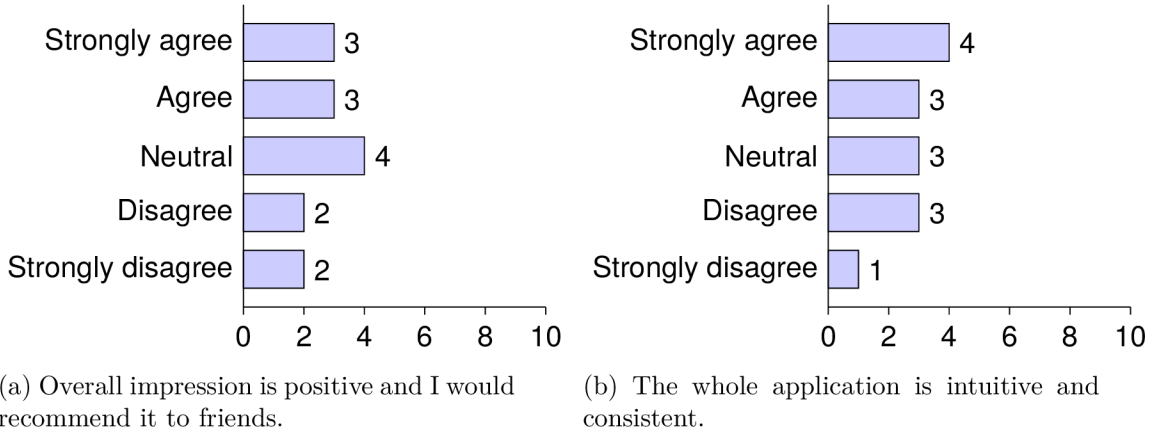 Strongly agree 3
Agree 3
Neutral 4
Disagree 2
Strongly disagree 2
0 2 4 6 8 10
(a) Overall impression is positive and I would
recommend it to friends.
Strongly agree 4
Agree 3
Neutral 3
Disagree 3
Strongly disagree 1
0 2 4 6 8 10
(b) The whole application is intuitive and
consistent.